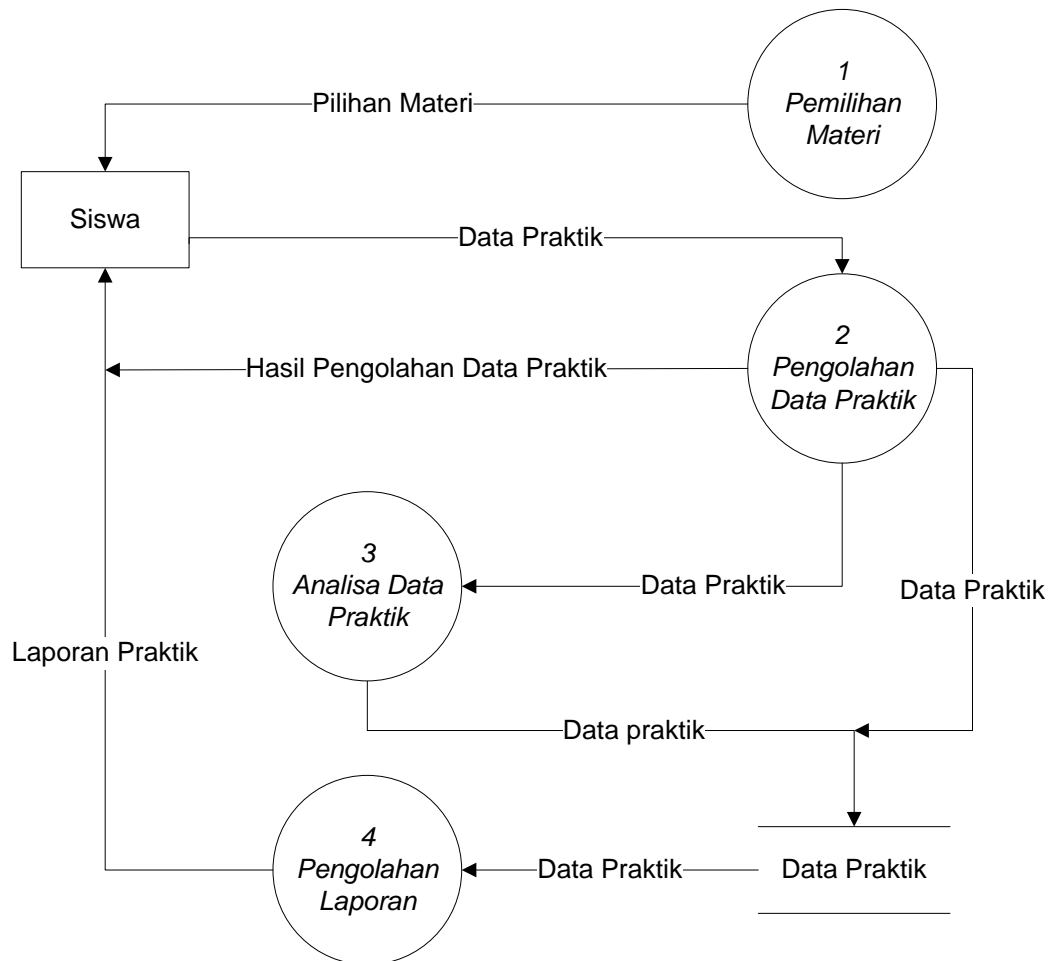 1
Pemilihan
Materi
Pilihan Materi
Siswa
Data Praktik
2
Pengolahan
Data Praktik
Hasil Pengolahan Data Praktik
3
Analisa Data
Praktik
Data Praktik
Data Praktik
Laporan Praktik
Data praktik
4
Pengolahan
Laporan
Data Praktik
Data Praktik